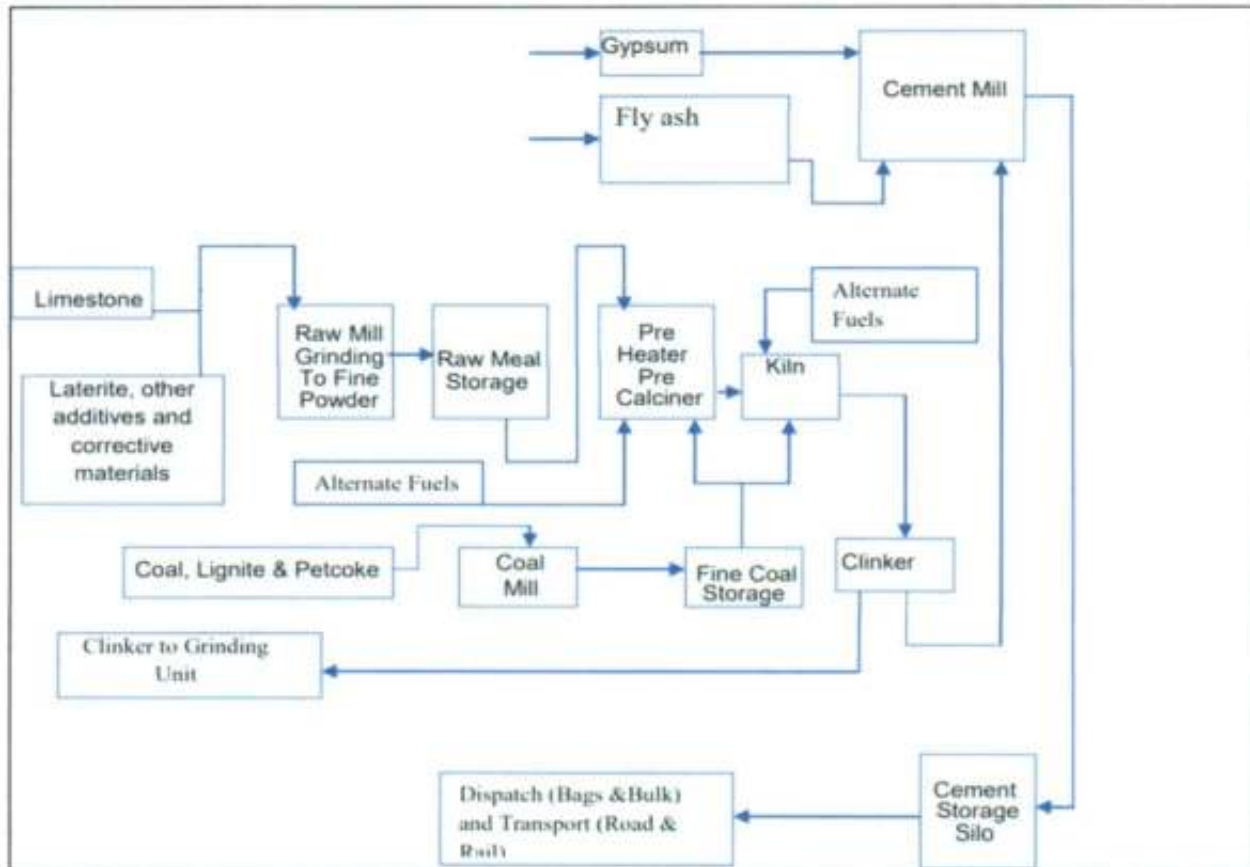 Gypsum
Cement Mill
Fly ash
Limestone
Alternate
Fuels
Raw Mill
Grinding
To Fine
Powder
Raw Meal
Storage
Pre
Heater
Pre
Calciner
Kiln
Laterite, other
additives and
corrective
materials
Alternate Fuels
Coal, Lignite & Petcoke
Coal
Mill
Fine Coal
Storage
Clinker
Clinker to Grinding
Unit
Dispatch (Bags &Bulk)
and Transport (Road &
Rail)
Cement
Storage
Silo